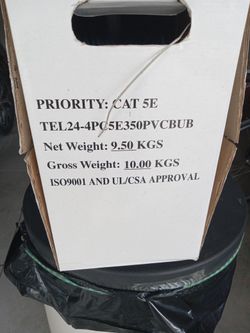 PRIORITY: CAT 5E
TEL24-4PC5E350PVCBUB
Net Weight: 9.50 KGS
Gross Weight: 10.00 KGS
ISO9001 AND UL/CSA APPROVAL